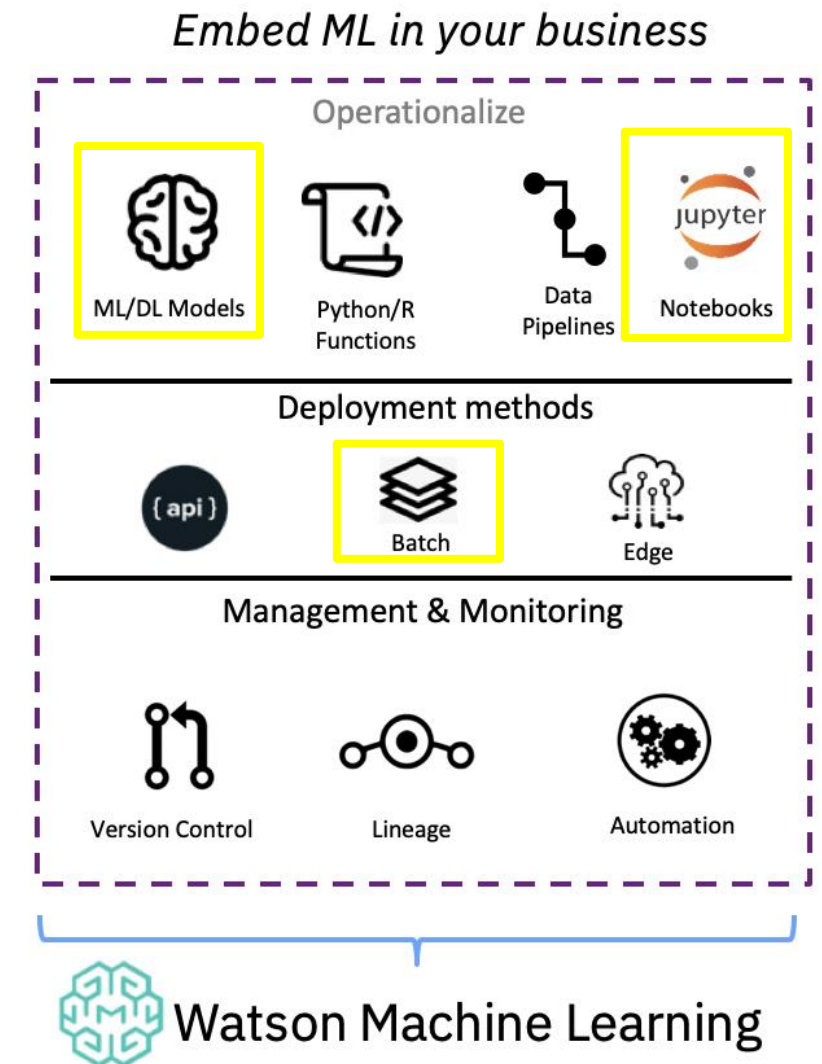 Embed ML in your business
Operationalize
</>
jupyter
ML/DL Models
Python/R
Functions
Data
Pipelines
Notebooks
Deployment methods
{ api }
Batch
Edge
Management & Monitoring
Version Control
Lineage
Automation
Watson Machine Learning